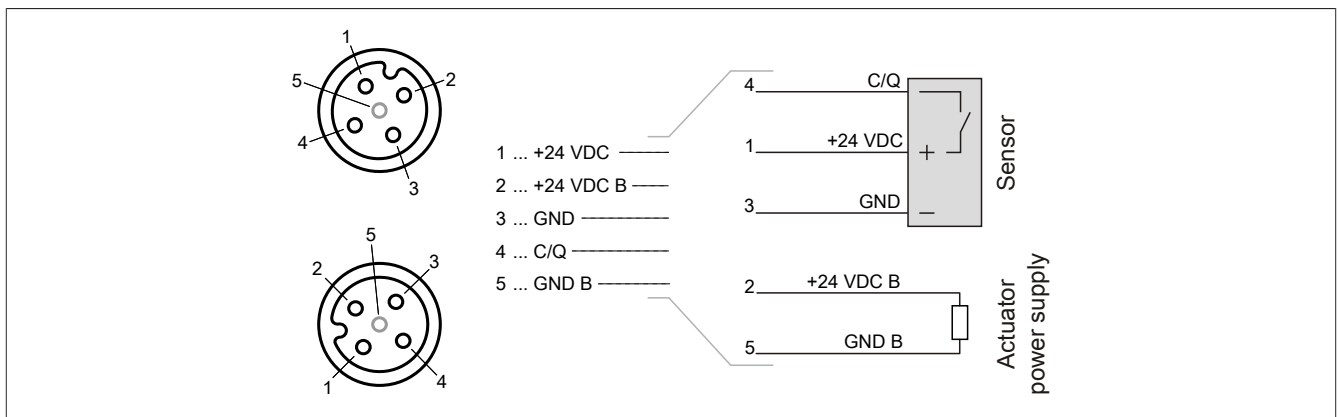 1
5
2
4
3
5
2
3
1
4
1 ... +24 VDC
2 ... +24 VDC B
3 ... GND
4 ... C/Q
5 ... GND B
4 C/Q
1 +24 VDC +
3 GND −
Sensor
2 +24 VDC B
5 GND B
Actuator
power supply